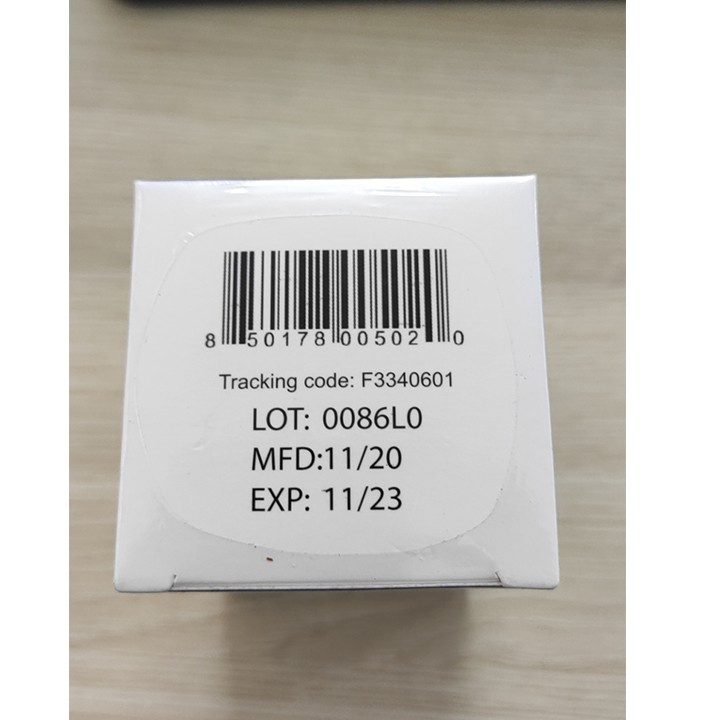 8 50178 00502 0
Tracking code: F3340601
LOT: 0086L0
MFD:11/20
EXP: 11/23